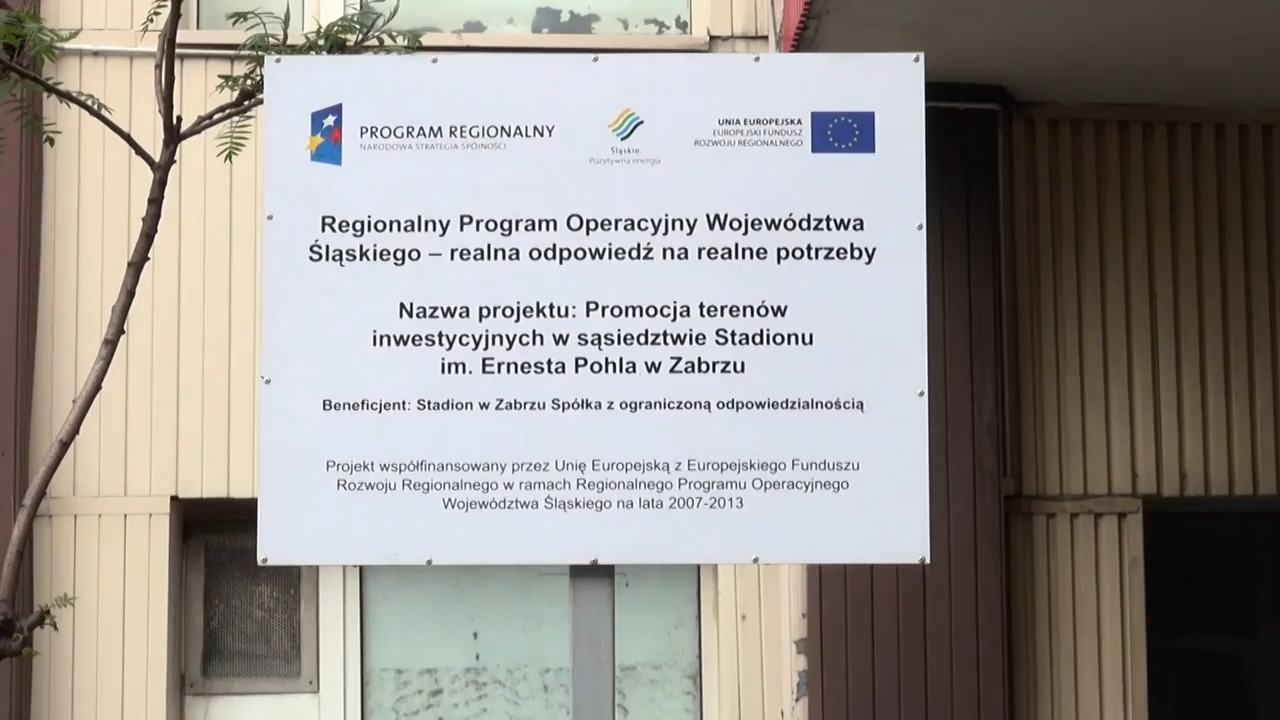 PROGRAM REGIONALNY
NARODOWA STRATEGIA SPÓJNOŚCI
Śląskie.
Pozytywna energia
UNIA EUROPEJSKA
EUROPEJSKI FUNDUSZ
ROZWOJU REGIONALNEGO
Regionalny Program Operacyjny Województwa
Śląskiego – realna odpowiedź na realne potrzeby
Nazwa projektu: Promocja terenów
inwestycyjnych w sąsiedztwie Stadionu
im. Ernesta Pohla w Zabrzu
Beneficjent: Stadion w Zabrzu Spółka z ograniczoną odpowiedzialnością
Projekt współfinansowany przez Unię Europejską z Europejskiego Funduszu
Rozwoju Regionalnego w ramach Regionalnego Programu Operacyjnego
Województwa Śląskiego na lata 2007-2013